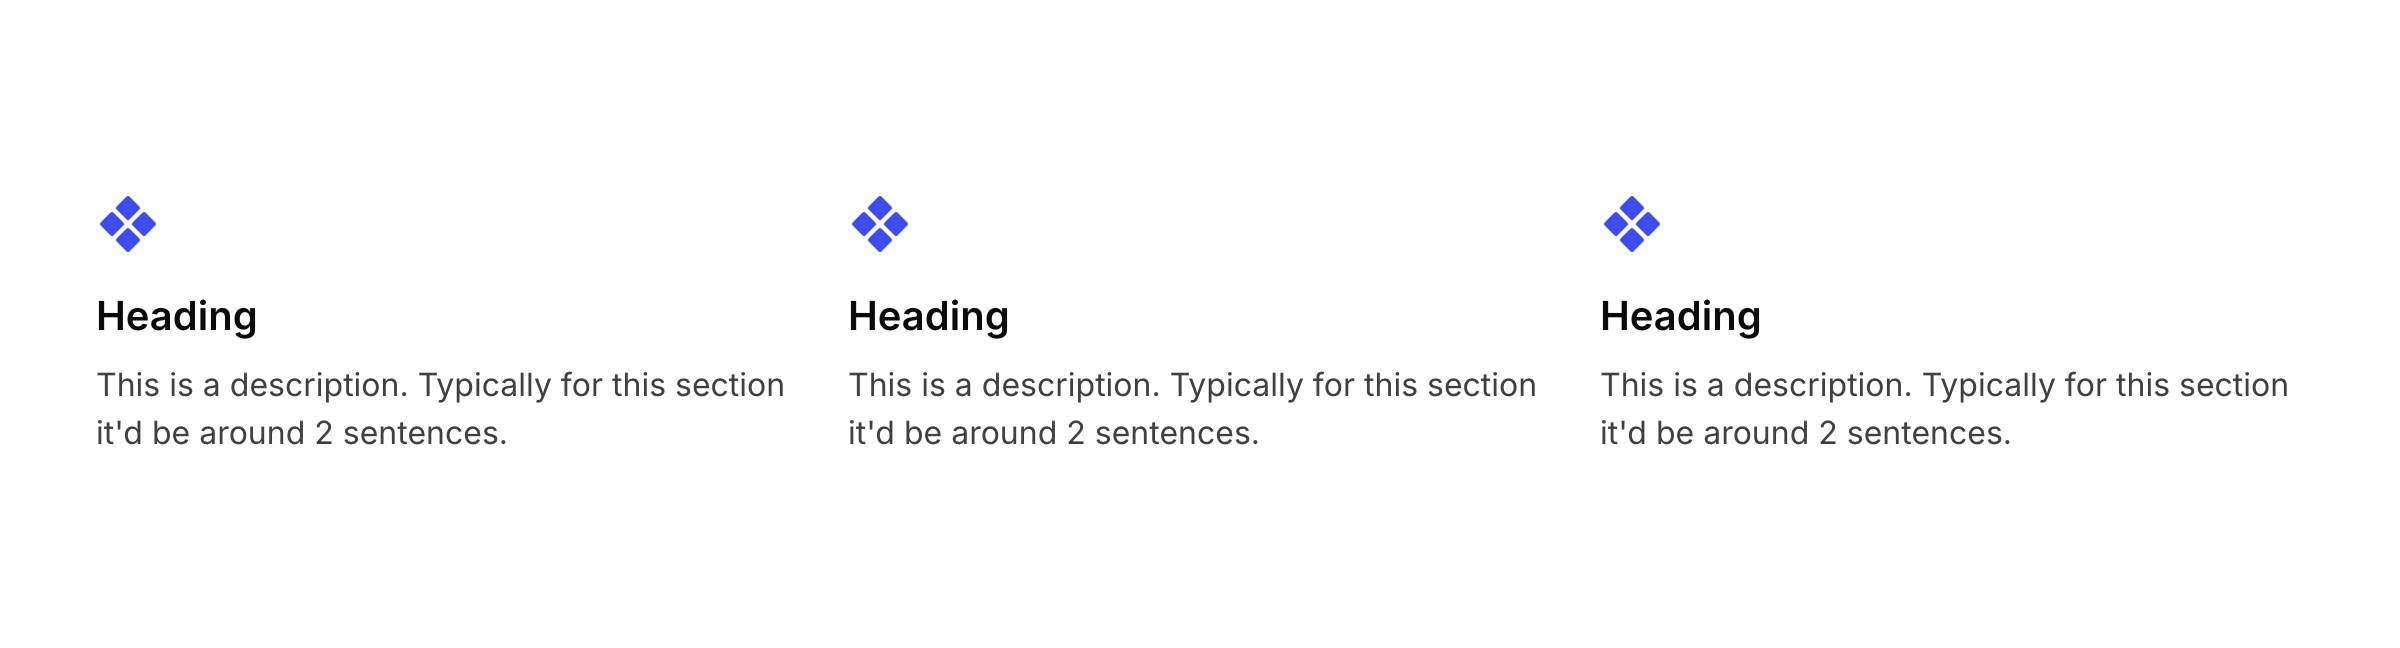 Heading
This is a description. Typically for this section
it'd be around 2 sentences.
Heading
This is a description. Typically for this section
it'd be around 2 sentences.
Heading
This is a description. Typically for this section
it'd be around 2 sentences.